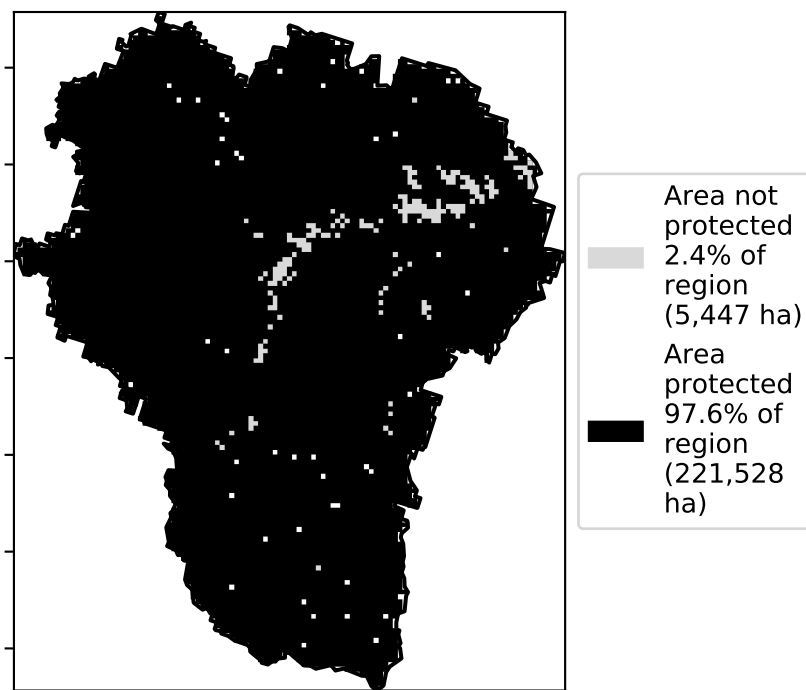 Area not
protected
2.4% of
region
(5,447 ha)
Area
protected
97.6% of
region
(221,528
ha)